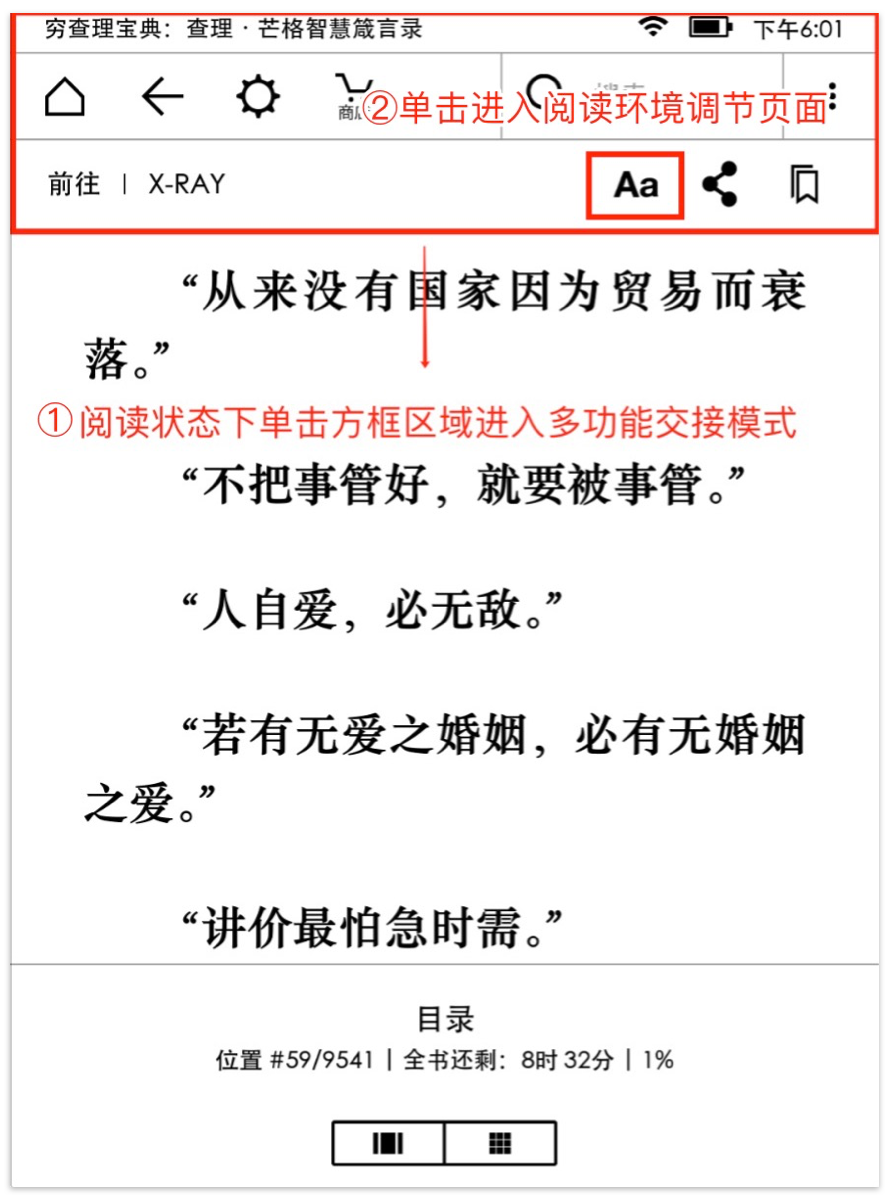 穷查理宝典：查理·芒格智慧箴言录 下午6:01
②单击进入阅读环境调节页面
前往 | X-RAY Aa
“从来没有国家因为贸易而衰
落。”
①阅读状态下单击方框区域进入多功能交接模式
“不把事管好，就要被事管。”
“人自爱，必无敌。”
“若有无爱之婚姻，必有无婚姻
之爱。”
“讲价最怕急时需。”
目录
位置 #59/9541 | 全书还剩：8时 32分 | 1%